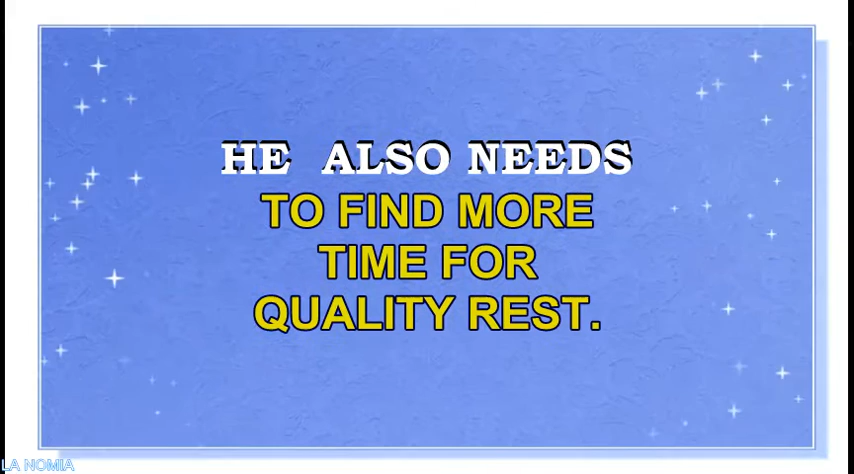 HE ALSO NEEDS
TO FIND MORE
TIME FOR
QUALITY REST.
LA NOMIA